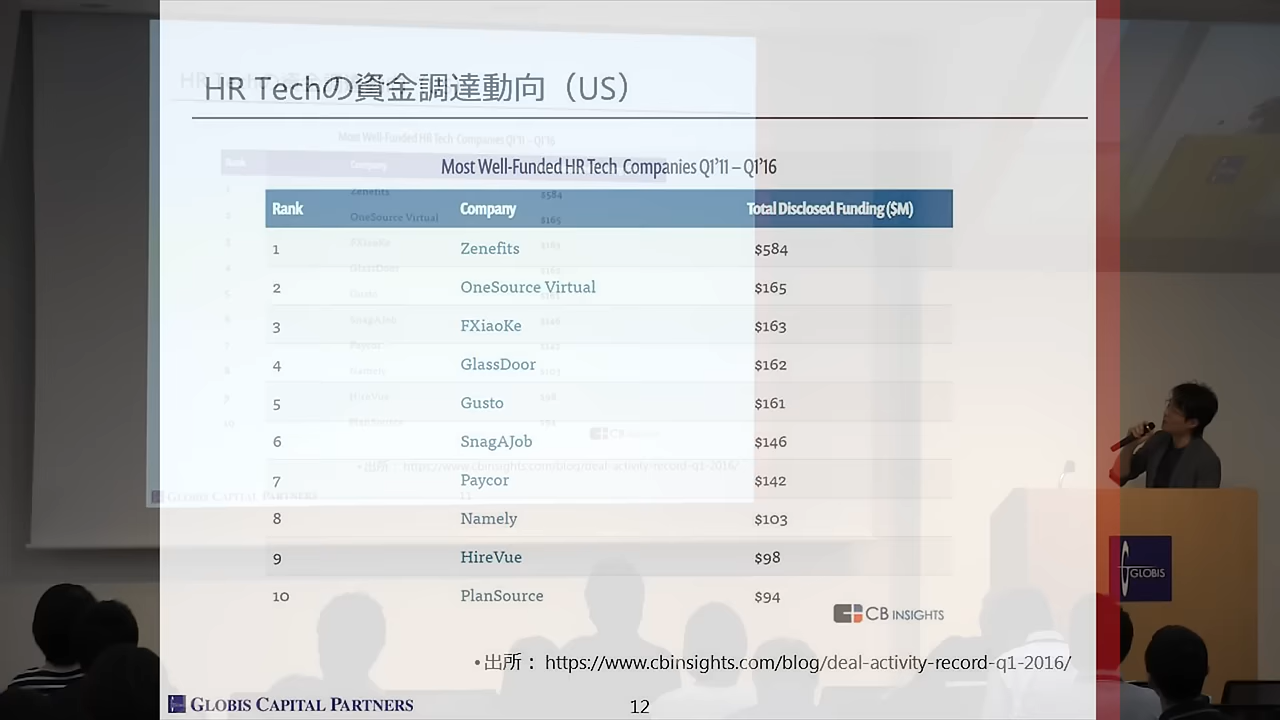 HR Techの資金調達動向（US）
Most Well-Funded HR Tech Companies Q1'11 – Q1'16
Rank Company Total Disclosed Funding ($M)
1 Zenefits $584
2 OneSource Virtual $165
3 FXiaoKe $163
4 GlassDoor $162
5 Gusto $161
6 SnagAJob $146
7 Paycor $142
8 Namely $103
9 HireVue $98
10 PlanSource $94
CB INSIGHTS
•出所： https://www.cbinsights.com/blog/deal-activity-record-q1-2016/
GLOBIS CAPITAL PARTNERS
12
GLOBIS